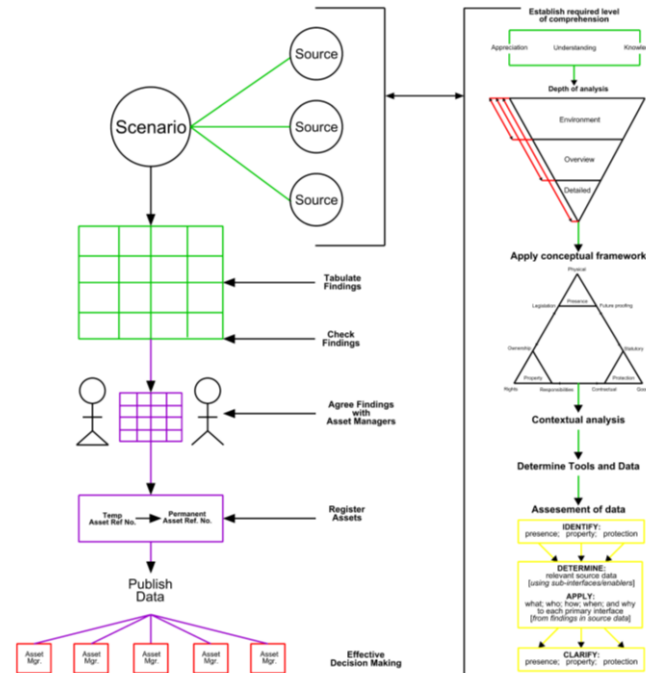 Scenario
Source
Source
Source
Tabulate
Findings
Check
Findings
Agree Findings
with
Asset Managers
Temp
Asset Ref No.
Permanent
Asset Ref. No.
Register
Assets
Publish
Data
Asset
Mgr.
Asset
Mgr.
Asset
Mgr.
Asset
Mgr.
Asset
Mgr.
Effective
Decision Making
Establish required level
of comprehension
Appreciation
Understanding
Knowle
Depth of analysis
Environment
Overview
Detailed
Apply conceptual framework
Physical
Legislation
Presence
Future proofing
Ownership
Statutory
Property
Protection
Rights
Responsibilities
Contextual
Contextual analysis
Determine Tools and Data
Assesement of data
IDENTIFY:
presence; property; protection
DETERMINE:
relevant source data
[using sub-interfaces/enablers]
APPLY:
what; who; how; when; and why
to each primary interface
[from findings in source data]
CLARIFY:
presence; property; protection